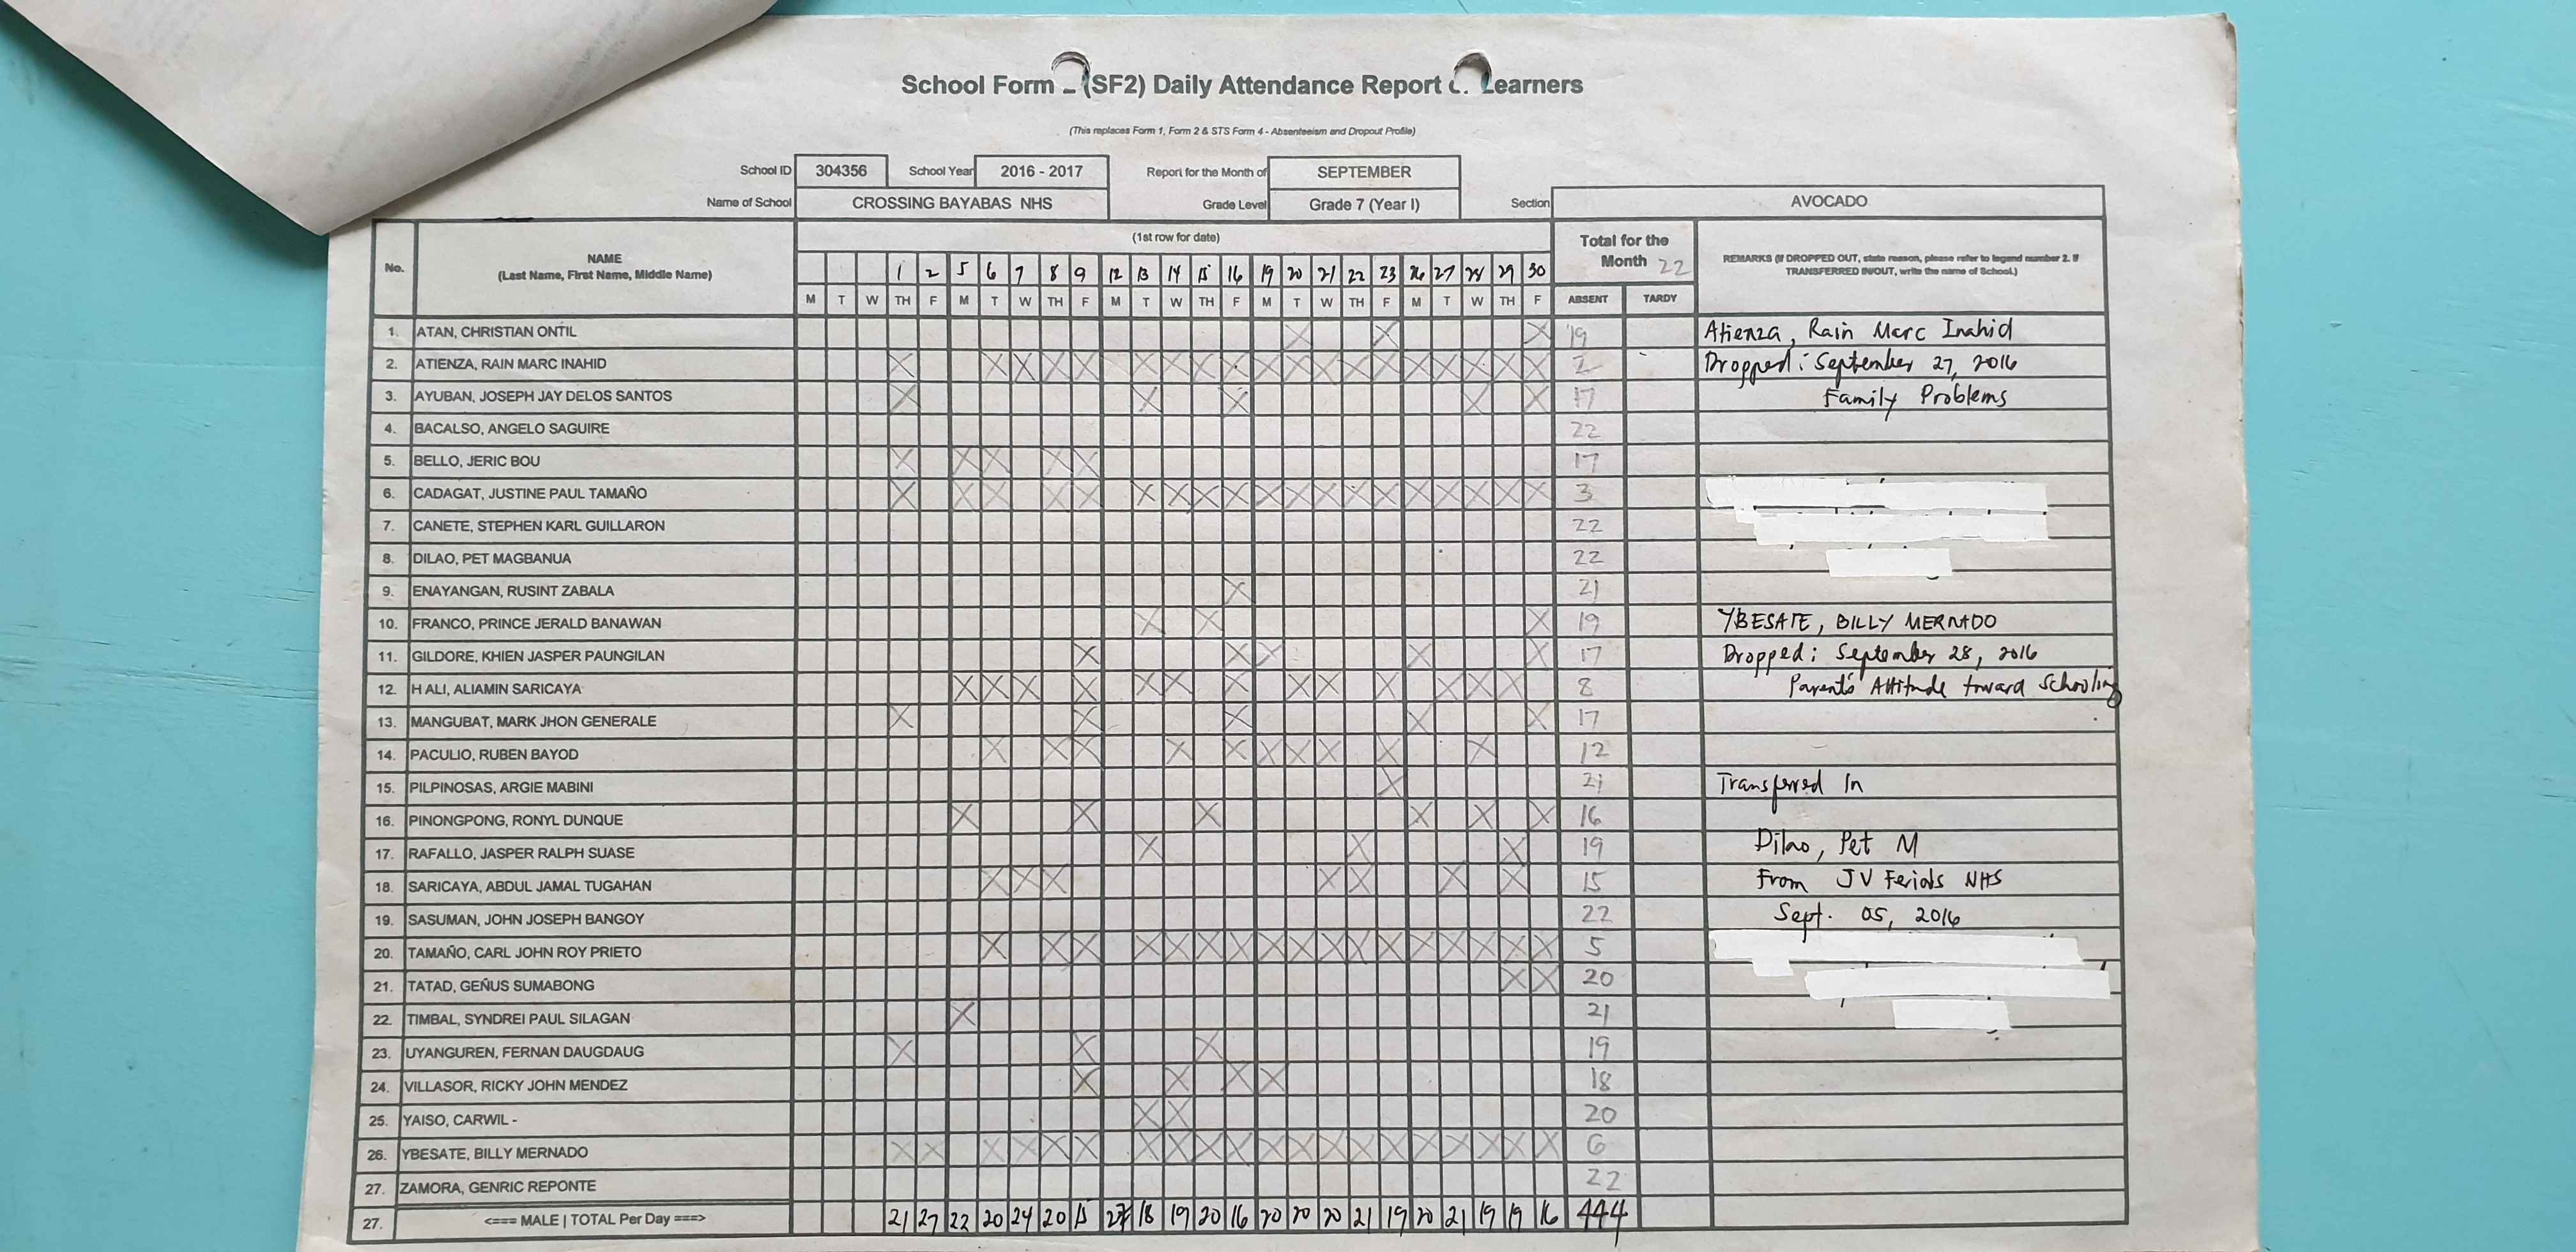 School Form (SF2) Daily Attendance Report Learners
(This replaces Form 1, Form 2 & STS Form 4 - Absenteeism and Dropout Profile)
School ID 304356 School Year 2016 - 2017 Report for the Month of SEPTEMBER
Name of School CROSSING BAYABAS NHS Grade Level Grade 7 (Year I) Section AVOCADO
No. NAME (Last Name, First Name, Middle Name) (1st row for date) Total for the Month 22 REMARKS (If DROPPED OUT, state reason, please refer to legend number 2. If TRANSFERRED IN/OUT, write the name of School.)
1 2 5 6 7 8 9 12 13 14 15 16 19 20 21 22 23 26 27 28 29 30
M T W TH F M T W TH F M T W TH F M T W TH F M T W TH F ABSENT TARDY
1. ATAN, CHRISTIAN ONTIL X X X 19 Atienza, Rain Marc Inahid
2. ATIENZA, RAIN MARC INAHID X X X X X X X X X X X X X X X X X X X 2 Dropped: September 27, 2016
3. AYUBAN, JOSEPH JAY DELOS SANTOS X X X X X 17 Family Problems
4. BACALSO, ANGELO SAGUIRE 22
5. BELLO, JERIC BOU X X X X X 17
6. CADAGAT, JUSTINE PAUL TAMAÑO X X X X X X X X X X X X X X X X X X 3
7. CANETE, STEPHEN KARL GUILLARON 22
8. DILAO, PET MAGBANUA 22
9. ENAYANGAN, RUSINT ZABALA X 21
10. FRANCO, PRINCE JERALD BANAWAN X X X 19 YBESATE, BILLY MERNADO
11. GILDORE, KHIEN JASPER PAUNGILAN X X X X X 17 Dropped: September 28, 2016
12. H ALI, ALIAMIN SARICAYA X X X X X X X X X X X X X 8 Parent's Attitude toward Schooling
13. MANGUBAT, MARK JHON GENERALE X X X X X 17
14. PACULIO, RUBEN BAYOD X X X X X X X X X X 12
15. PILPINOSAS, ARGIE MABINI X 21 Transferred In
16. PINONGPONG, RONYL DUNQUE X X X X X X 16
17. RAFALLO, JASPER RALPH SUASE X X X 19 Dilao, Pet M
18. SARICAYA, ABDUL JAMAL TUGAHAN X X X X X X X 15 From JV Feriols NHS
19. SASUMAN, JOHN JOSEPH BANGOY 22 Sept. 05, 2016
20. TAMAÑO, CARL JOHN ROY PRIETO X X X X X X X X X X X X X X X X X 5
21. TATAD, GEÑUS SUMABONG X X 20
22. TIMBAL, SYNDREI PAUL SILAGAN X 21
23. UYANGUREN, FERNAN DAUGDAUG X X X 19
24. VILLASOR, RICKY JOHN MENDEZ X X X X 18
25. YAISO, CARWIL - X X 20
26. YBESATE, BILLY MERNADO X X X X X X X X X X X X X X X X X X X X 6
27. ZAMORA, GENRIC REPONTE 22
27. <=== MALE | TOTAL Per Day ===> 21 27 22 20 24 20 15 27 18 19 20 16 20 20 20 21 19 20 21 19 19 16 444